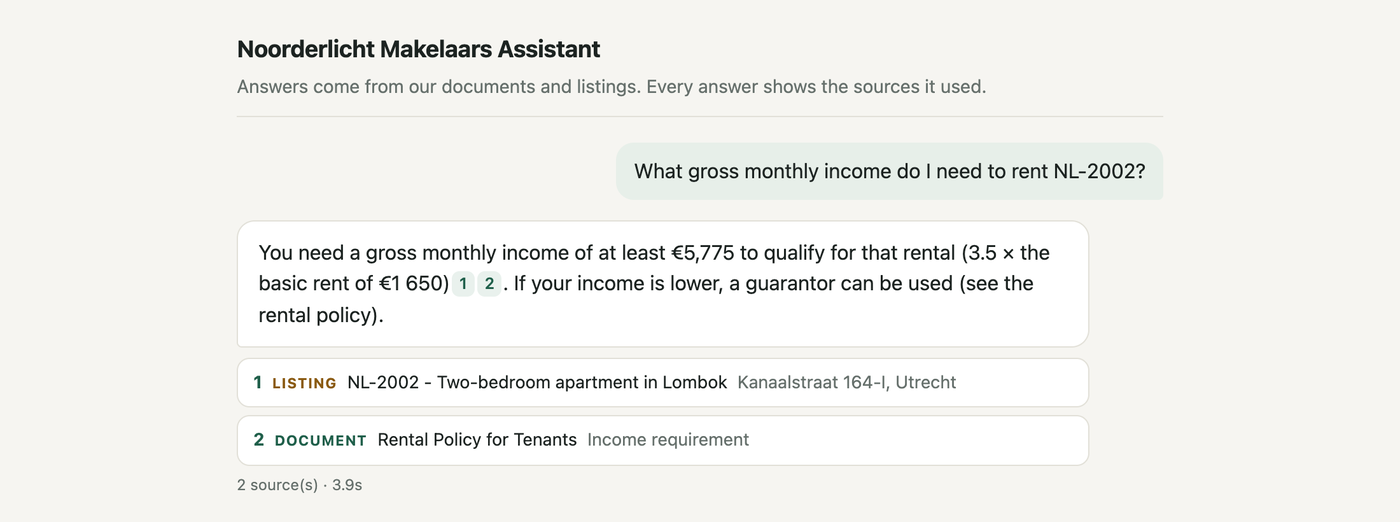 Noorderlicht Makelaars Assistant
Answers come from our documents and listings. Every answer shows the sources it used.
What gross monthly income do I need to rent NL-2002?
You need a gross monthly income of at least €5,775 to qualify for that rental (3.5 × the
basic rent of €1 650) 1 2 . If your income is lower, a guarantor can be used (see the
rental policy).
1 LISTING NL-2002 - Two-bedroom apartment in Lombok Kanaalstraat 164-I, Utrecht
2 DOCUMENT Rental Policy for Tenants Income requirement
2 source(s) · 3.9s